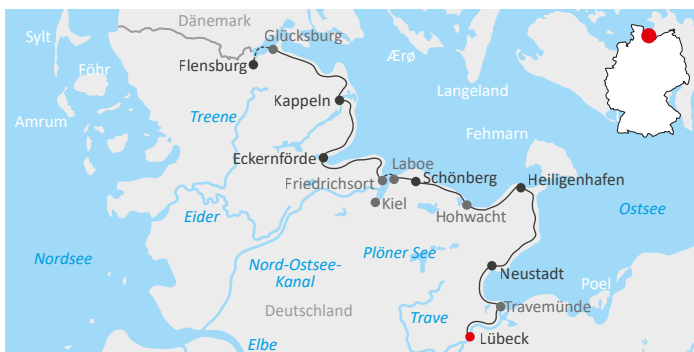 Dänemark
Sylt
Glücksburg
Flensburg
Ærø
Föhr
Langeland
Kappeln
Treene
Amrum
Fehmarn
Eckernförde
Laboe
Friedrichsort
Schönberg
Heiligenhafen
Kiel
Eider
Hohwacht
Ostsee
Plöner See
Nordsee
Nord-Ostsee-
Kanal
Neustadt
Poel
Deutschland
Travemünde
Trave
Lübeck
Elbe